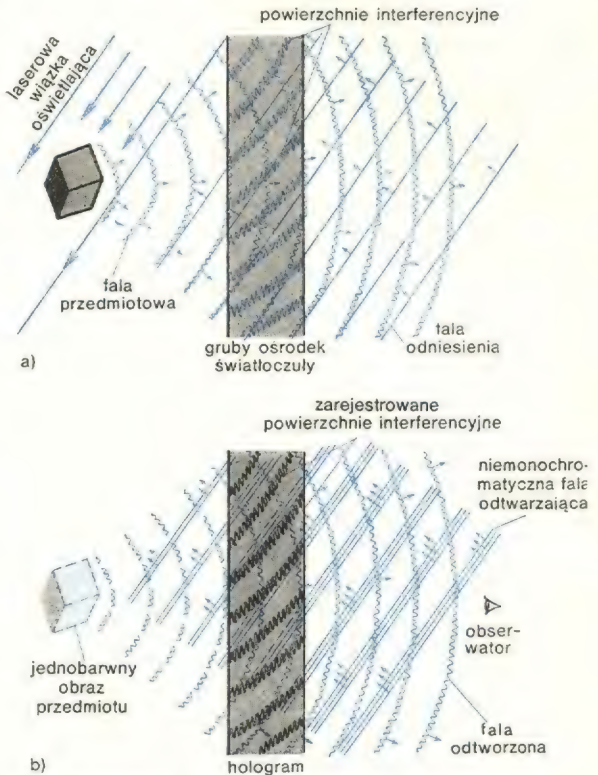 powierzchnie interferencyjne
laserowa
wiązka
oświetlająca
fala
przedmiotowa
gruby ośrodek
światłoczuły
fala
odniesienia
a)
zarejestrowane
powierzchnie interferencyjne
niemonochro-
matyczna fala
odtwarzająca
obser-
wator
jednobarwny
obraz
przedmiotu
fala
odtworzona
b)
hologram